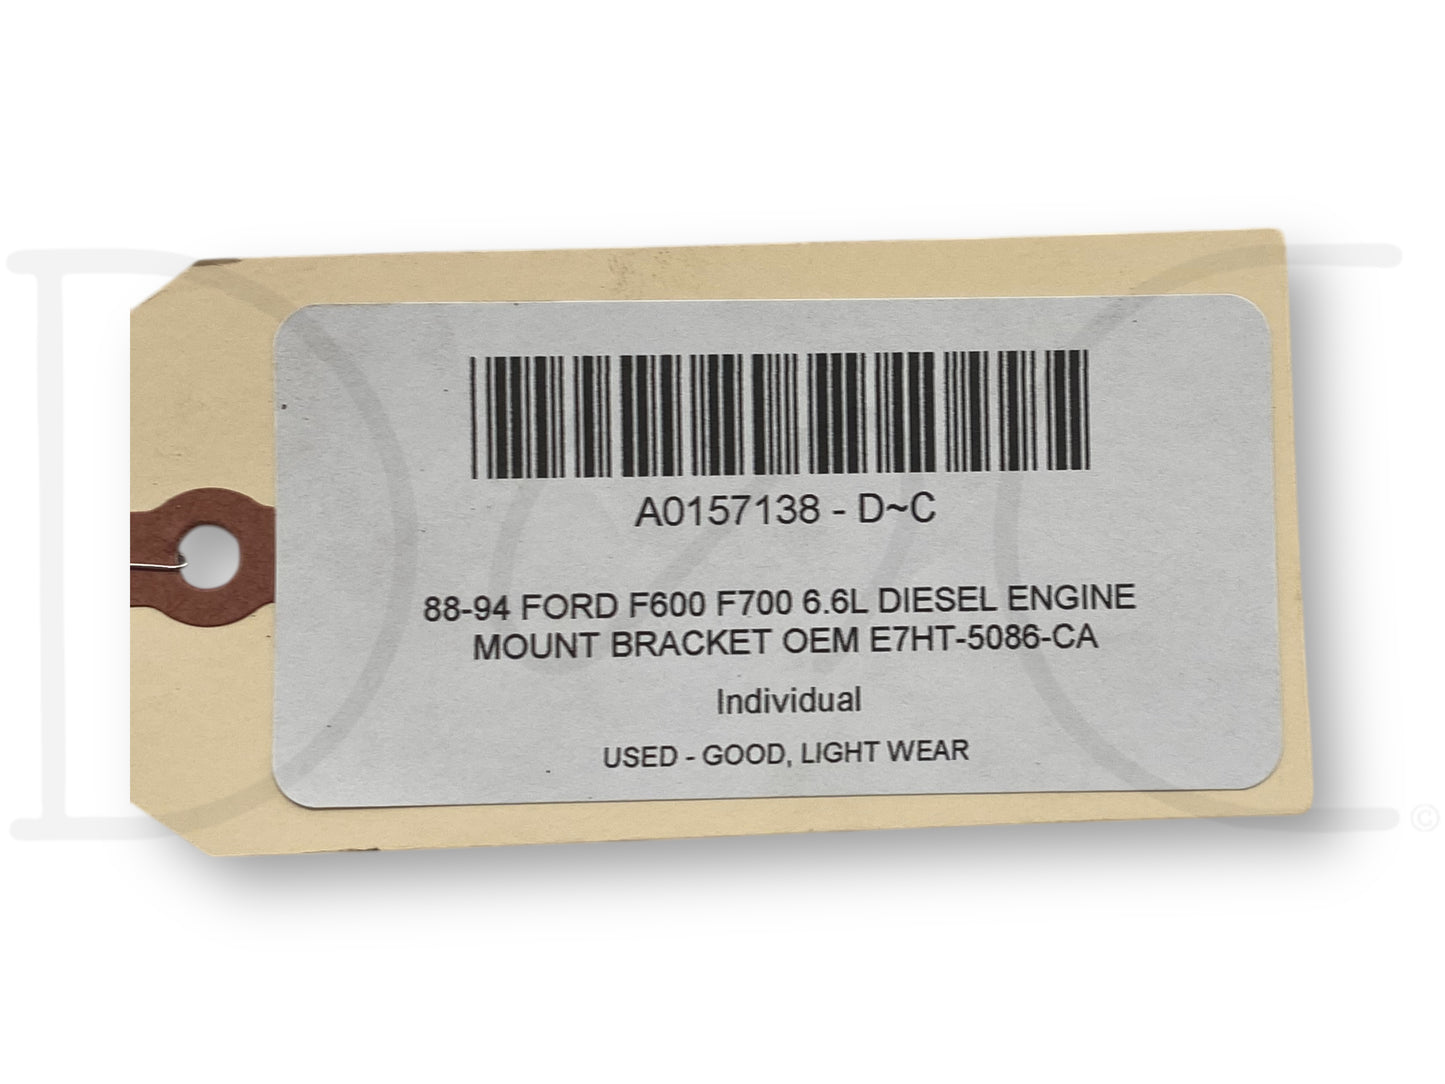 A0157138 - D~C
88-94 FORD F600 F700 6.6L DIESEL ENGINE
MOUNT BRACKET OEM E7HT-5086-CA
Individual
USED - GOOD, LIGHT WEAR
D~C
©